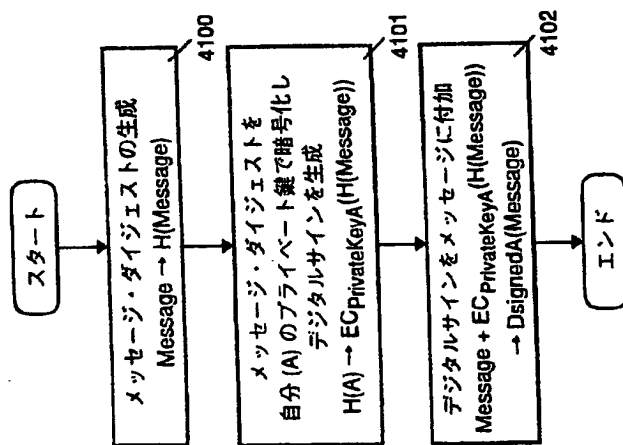 スタート
メッセージ・ダイジェストの生成
Message → H(Message)
4100
メッセージ・ダイジェストを
自分(A)のプライベート鍵で暗号化し
デジタルサインを生成
H(A) → ECPrivateKeyA(H(Message))
4101
デジタルサインをメッセージに付加
Message + ECPrivateKeyA(H(Message))
→ DsignedA(Message)
4102
エンド